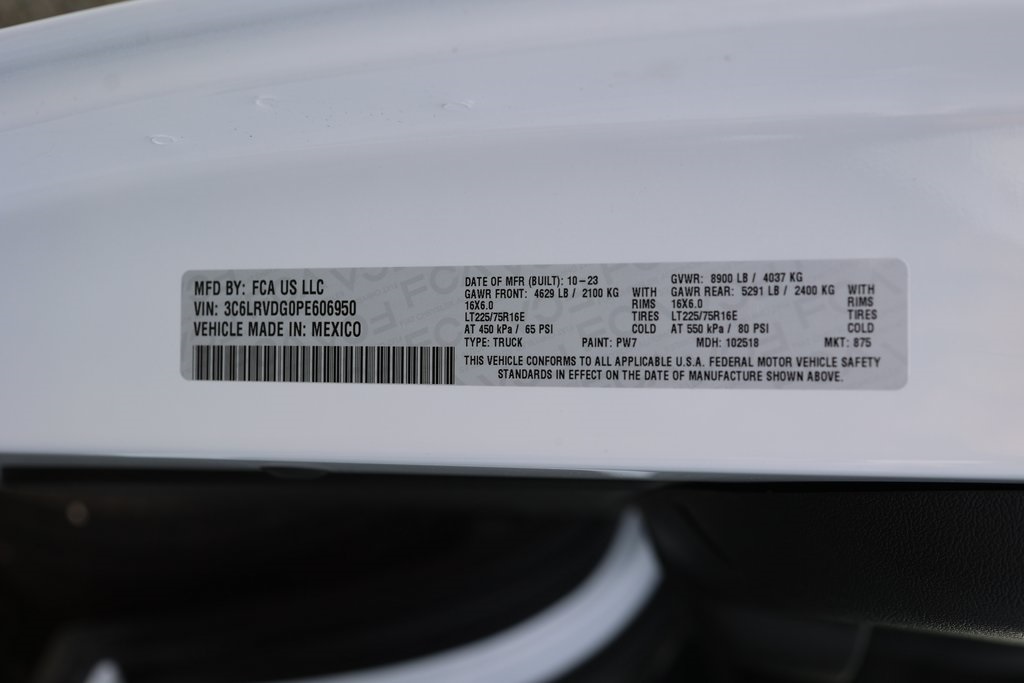 MFD BY: FCA US LLC
VIN: 3C6LRVDG0PE606950
VEHICLE MADE IN: MEXICO
DATE OF MFR (BUILT): 10-23
GAWR FRONT: 4629 LB / 2100 KG WITH
16X6.0 RIMS
LT225/75R16E TIRES
AT 450 kPa / 65 PSI COLD
GVWR: 8900 LB / 4037 KG
GAWR REAR: 5291 LB / 2400 KG WITH
16X6.0 RIMS
LT225/75R16E TIRES
AT 550 kPa / 80 PSI COLD
TYPE: TRUCK PAINT: PW7 MDH: 102518 MKT: 875
THIS VEHICLE CONFORMS TO ALL APPLICABLE U.S.A. FEDERAL MOTOR VEHICLE SAFETY
STANDARDS IN EFFECT ON THE DATE OF MANUFACTURE SHOWN ABOVE.